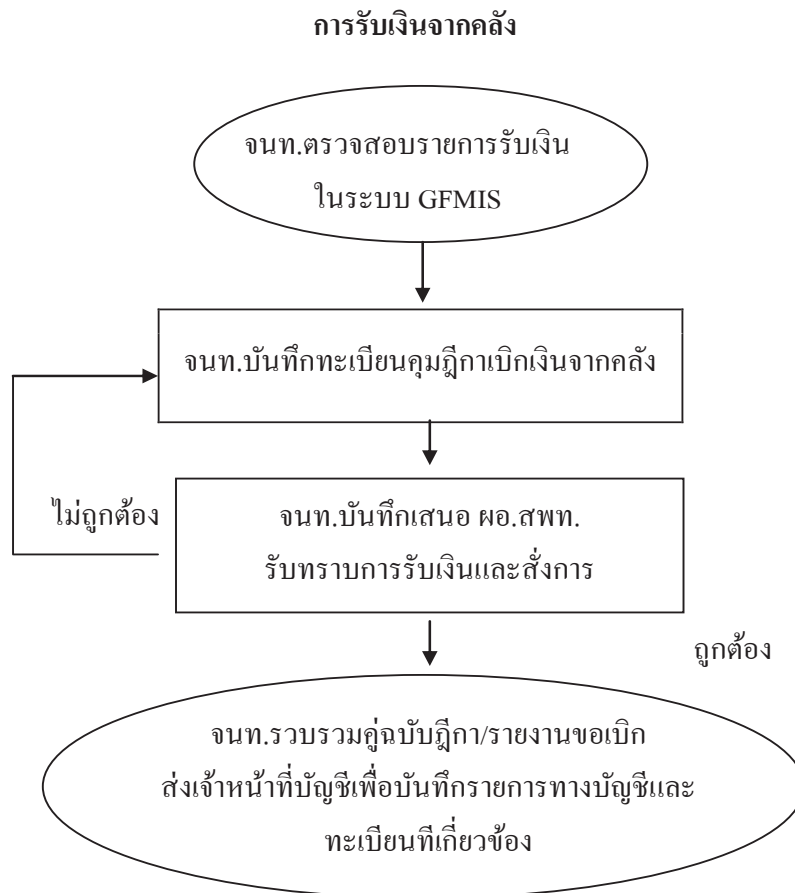 การรับเงินจากคลัง
จนท.ตรวจสอบรายการรับเงิน
ในระบบ GFMIS
จนท.บันทึกทะเบียนคุมฎีกาเบิกเงินจากคลัง
ไม่ถูกต้อง
จนท.บันทึกเสนอ ผอ.สพท.
รับทราบการรับเงินและสั่งการ
ถูกต้อง
จนท.รวบรวมคู่ฉบับฎีกา/รายงานขอเบิก
ส่งเจ้าหน้าที่บัญชีเพื่อบันทึกรายการทางบัญชีและ
ทะเบียนทีเกี่ยวข้อง